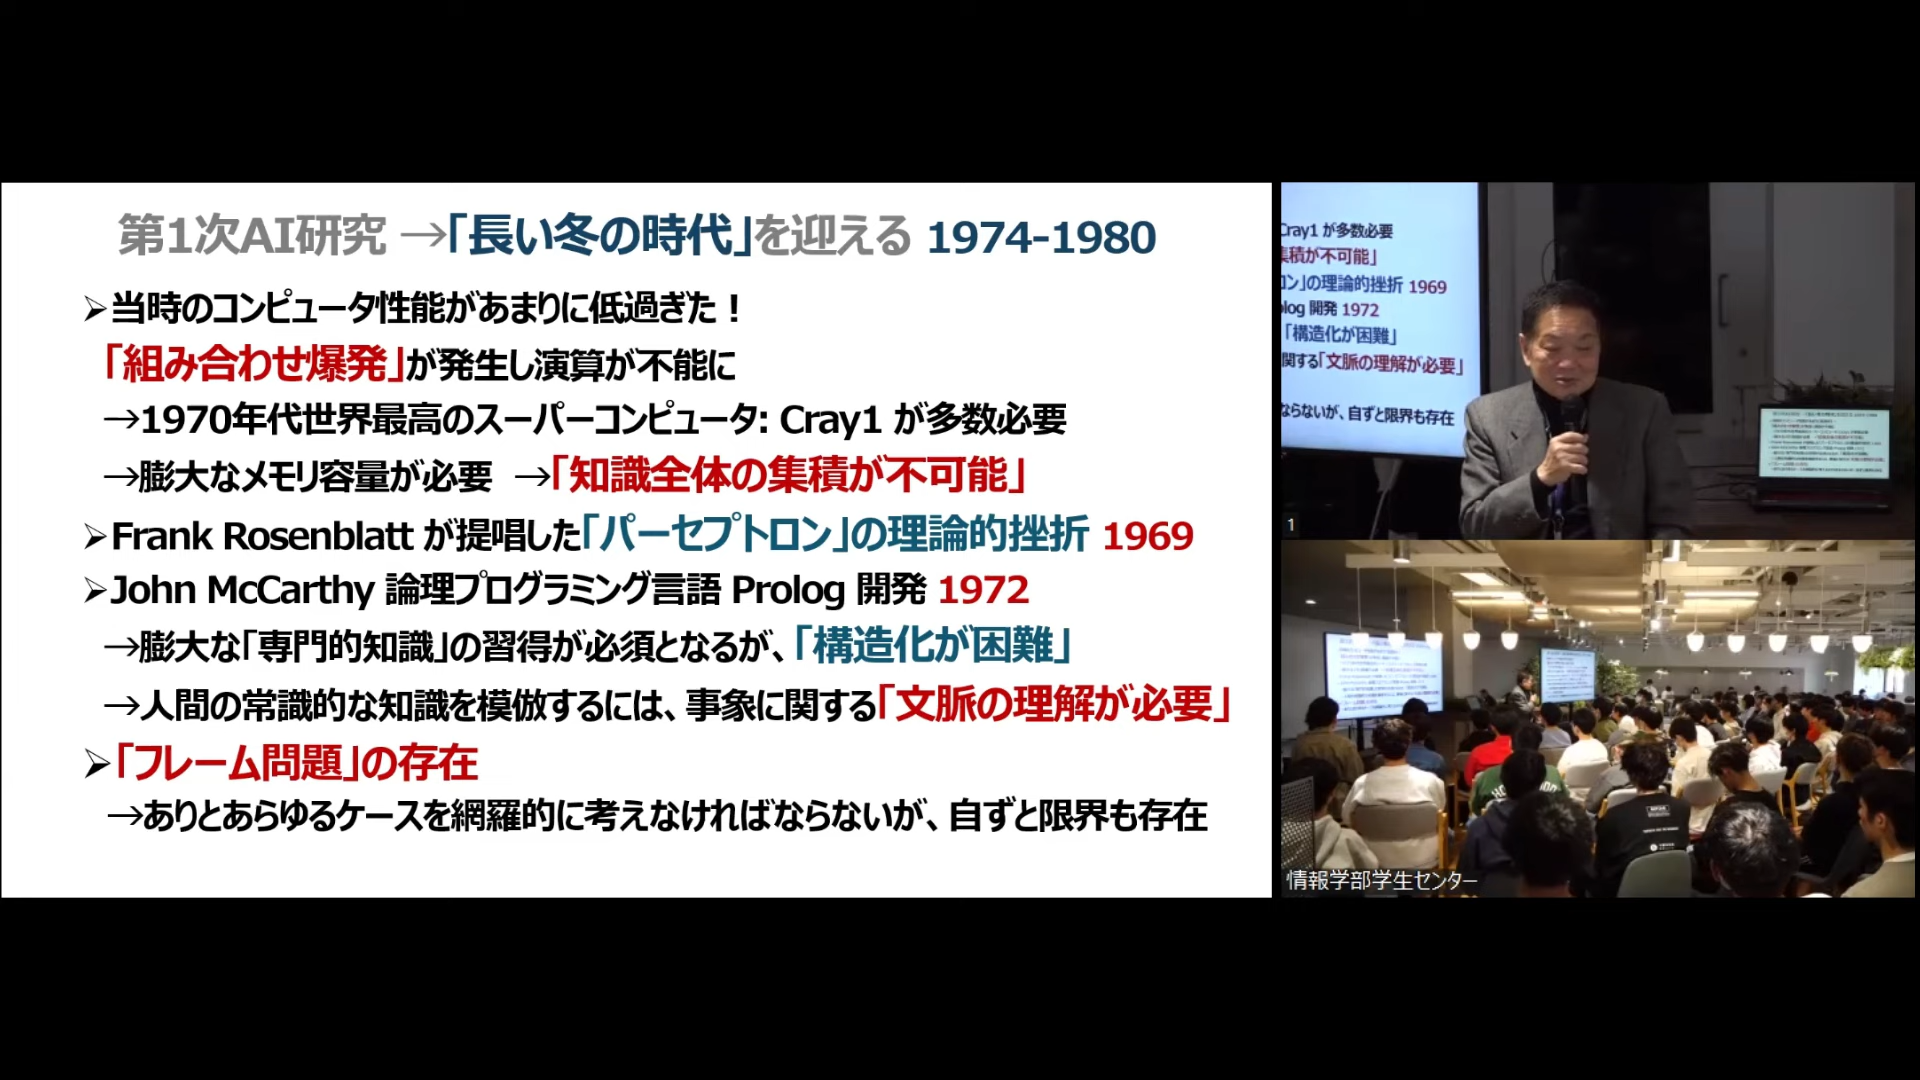 第1次AI研究 →「長い冬の時代」を迎える 1974-1980
➢当時のコンピュータ性能があまりに低過ぎた！
「組み合わせ爆発」が発生し演算が不能に
→1970年代世界最高のスーパーコンピュータ: Cray1 が多数必要
→膨大なメモリ容量が必要 →「知識全体の集積が不可能」
➢Frank Rosenblatt が提唱した「パーセプトロン」の理論的挫折 1969
➢John McCarthy 論理プログラミング言語 Prolog 開発 1972
→膨大な「専門的知識」の習得が必須となるが、「構造化が困難」
→人間の常識的な知識を模倣するには、事象に関する「文脈の理解が必要」
➢「フレーム問題」の存在
→ありとあらゆるケースを網羅的に考えなければならないが、自ずと限界も存在
Cray1 が多数必要
集積が不可能」
ロン」の理論的挫折 1969
olog 開発 1972
「構造化が困難」
関する「文脈の理解が必要」
ならないが、自ずと限界も存在
1
情報学部学生センター